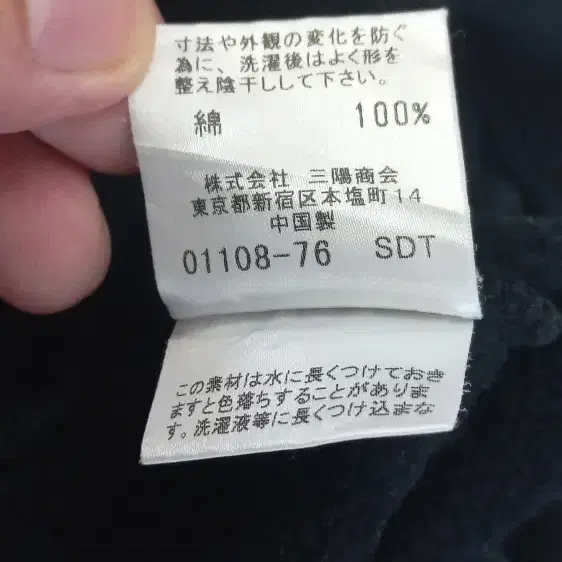 寸法や外観の変化を防ぐ
為に、洗濯後はよく形を
整え陰干しして下さい。
綿 100%
株式会社 三陽商会
東京都新宿区本塩町14
中国製
01108-76 SDT
この素材は水に長くつけておき
ますと色落ちすることがありま
す。洗濯液等に長くつけ込まな